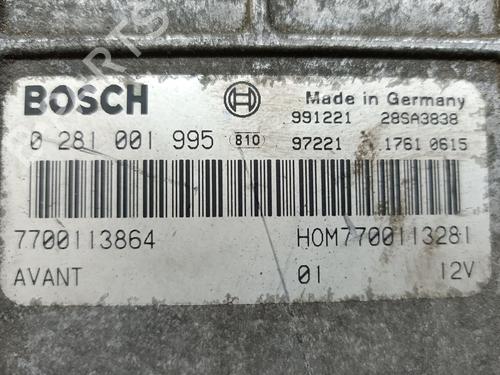 BOSCH
Made in Germany
991221 28SA3838
0 281 001 995 810 97221 1761 0615
7700113864 HOM7700113281
AVANT 01 12V